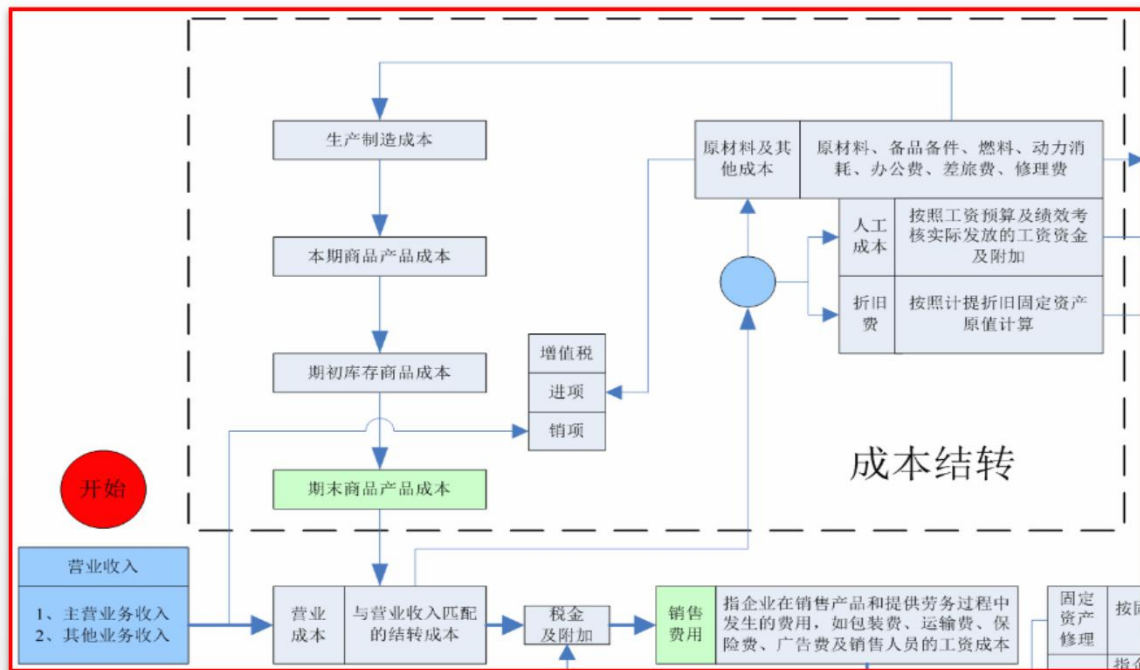 生产制造成本
原材料及其
他成本
原材料、备品备件、燃料、动力消
耗、办公费、差旅费、修理费
人工
成本
按照工资预算及绩效考
核实际发放的工资资金
及附加
本期商品产品成本
折旧
费
按照计提折旧固定资产
原值计算
增值税
期初库存商品成本
进项
销项
成本结转
开始
期末商品产品成本
营业收入
1、主营业务收入
2、其他业务收入
营业
成本
与营业收入匹配
的结转成本
税金
及附加
销售
费用
指企业在销售产品和提供劳务过程中
发生的费用，如包装费、运输费、保
险费、广告费及销售人员的工资成本
固定
资产
修理
按固
指企